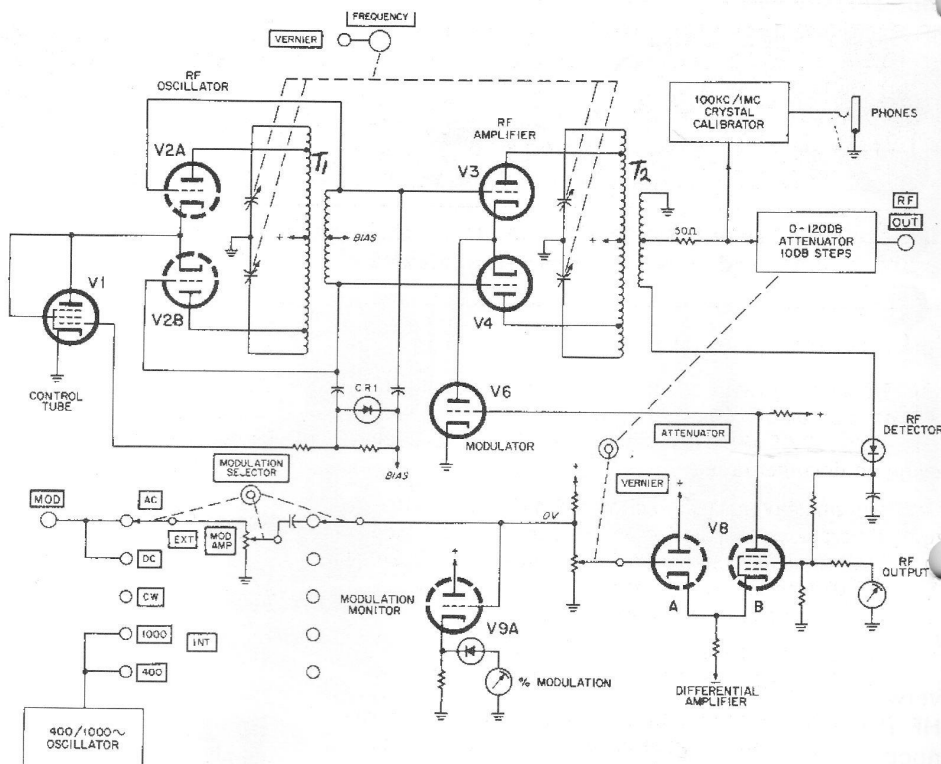 FREQUENCY
VERNIER
RF
OSCILLATOR
100KC/1MC
CRYSTAL
CALIBRATOR
PHONES
RF
AMPLIFIER
V2A
T1
V3
T2
RF
OUT
50Ω
0-120DB
ATTENUATOR
10DB STEPS
+
BIAS
+
V1
V2B
V4
CONTROL
TUBE
CR1
V6
MODULATOR
+
ATTENUATOR
RF
DETECTOR
BIAS
MODULATION
SELECTOR
MOD
AC
VERNIER
+
+
0V
V8
EXT
MOD
AMP
DC
RF
OUTPUT
CW
MODULATION
MONITOR
+
A
B
V9A
1000
INT
400
% MODULATION
DIFFERENTIAL
AMPLIFIER
400/1000~
OSCILLATOR